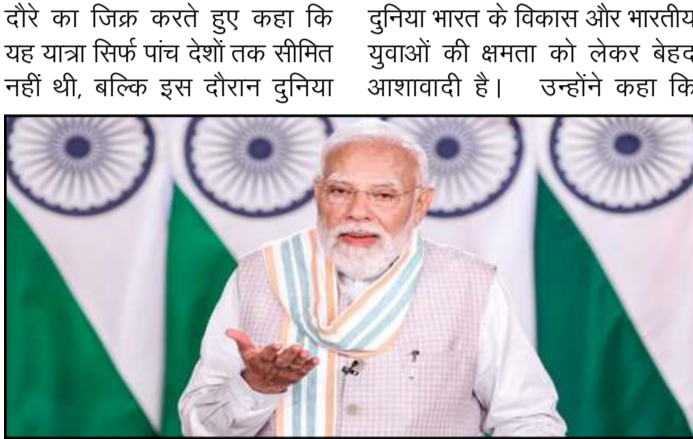 दौरे का जिक्र करते हुए कहा कि
यह यात्रा सिर्फ पांच देशों तक सीमित
नहीं थी, बल्कि इस दौरान दुनिया
दुनिया भारत के विकास और भारतीय
युवाओं की क्षमता को लेकर बेहद
आशावादी है। उन्होंने कहा कि